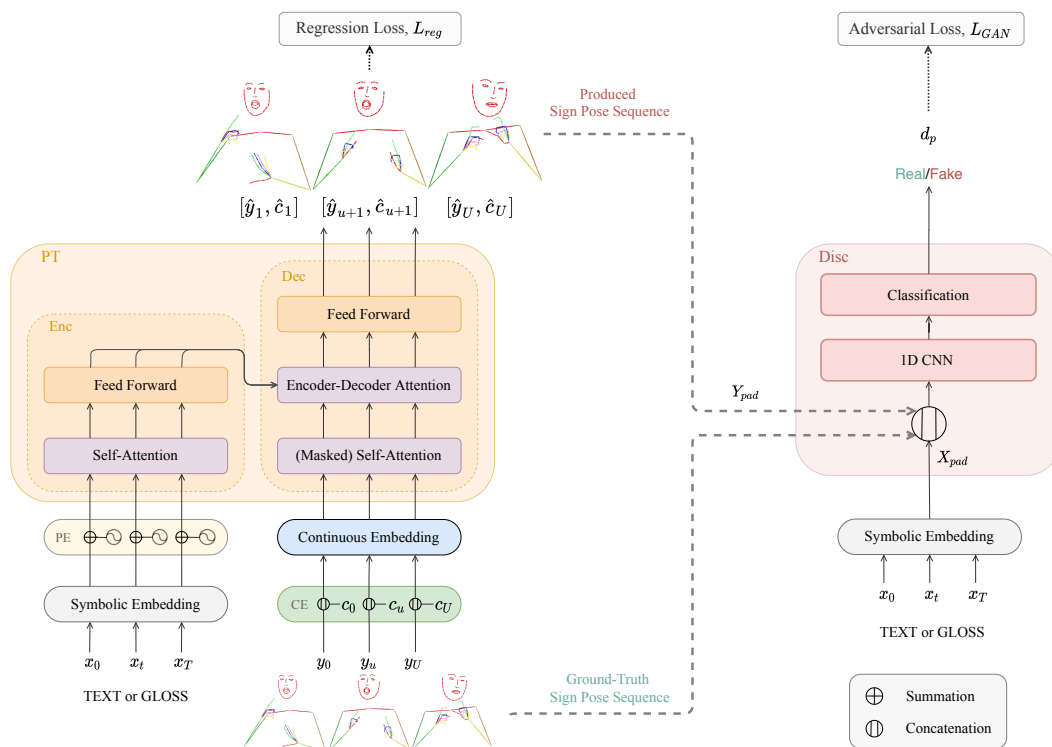 Regression Loss, L_reg
Adversarial Loss, L_GAN
Produced
Sign Pose Sequence
d_p
Real/Fake
[ŷ_1, ĉ_1] [ŷ_{u+1}, ĉ_{u+1}] [ŷ_U, ĉ_U]
PT
Dec
Disc
Feed Forward
Classification
Enc
1D CNN
Feed Forward
Encoder-Decoder Attention
Y_pad
Self-Attention
(Masked) Self-Attention
X_pad
PE
Continuous Embedding
Symbolic Embedding
Symbolic Embedding
CE c_0 c_u c_U
x_0 x_t x_T
x_0 x_t x_T
y_0 y_u y_U
TEXT or GLOSS
TEXT or GLOSS
Ground-Truth
Sign Pose Sequence
Summation
Concatenation